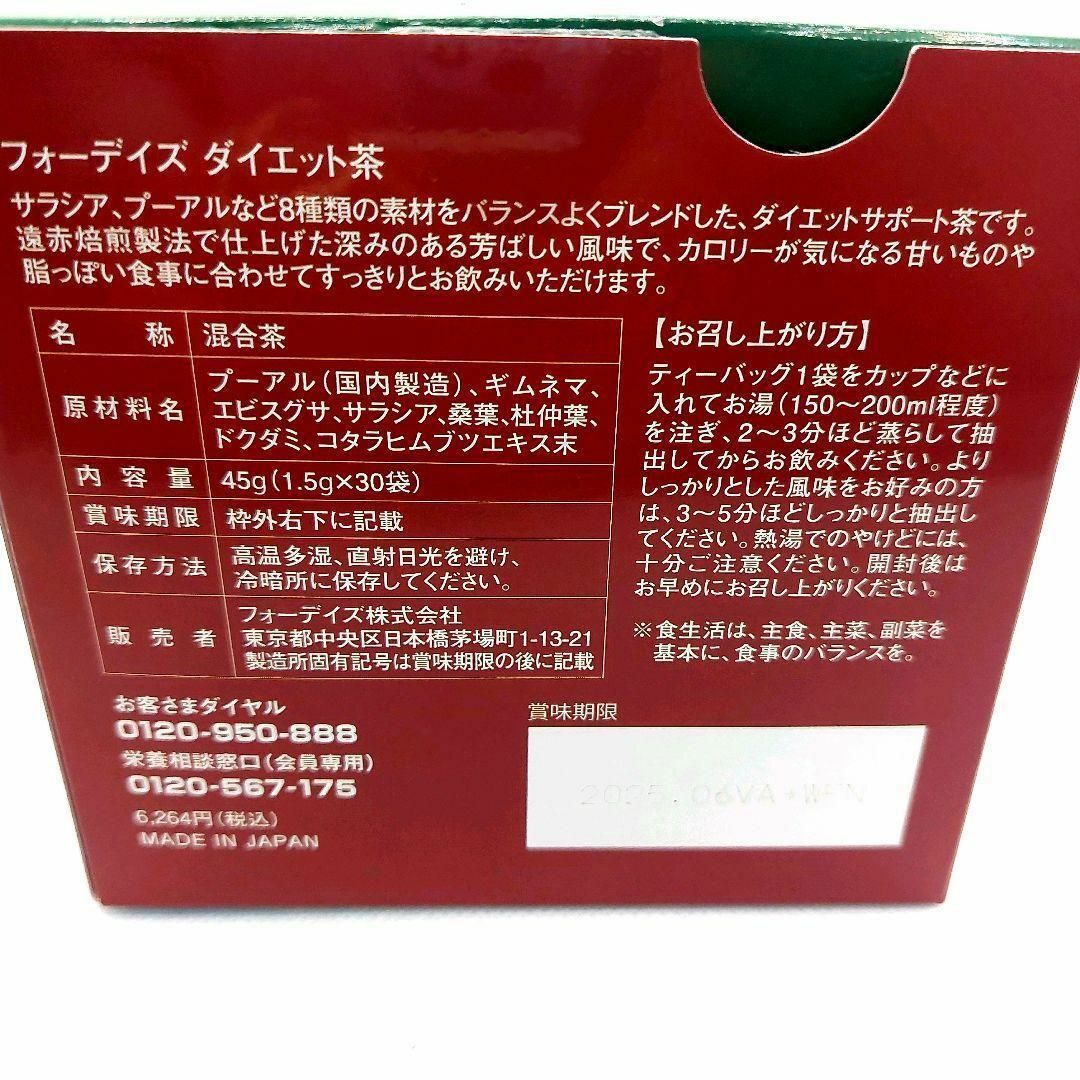 フォーデイズ ダイエット茶
サラシア、プーアルなど8種類の素材をバランスよくブレンドした、ダイエットサポート茶です。
遠赤焙煎製法で仕上げた深みのある芳ばしい風味で、カロリーが気になる甘いものや
脂っぽい食事に合わせてすっきりとお飲みいただけます。
名称 混合茶
原材料名 プーアル(国内製造)、ギムネマ、
エビスグサ、サラシア、桑葉、杜仲葉、
ドクダミ、コタラヒムブツエキス末
内容量 45g(1.5g×30袋)
賞味期限 枠外右下に記載
保存方法 高温多湿、直射日光を避け、
冷暗所に保存してください。
販売者 フォーデイズ株式会社
東京都中央区日本橋茅場町1-13-21
製造所固有記号は賞味期限の後に記載
【お召し上がり方】
ティーバッグ1袋をカップなどに
入れてお湯(150〜200ml程度)
を注ぎ、2〜3分ほど蒸らして抽
出してからお飲みください。より
しっかりとした風味をお好みの方
は、3〜5分ほどしっかりと抽出し
てください。熱湯でのやけどには、
十分ご注意ください。開封後は
お早めにお召し上がりください。
※食生活は、主食、主菜、副菜を
基本に、食事のバランスを。
お客さまダイヤル
0120-950-888
栄養相談窓口(会員専用)
0120-567-175
6,264円(税込)
MADE IN JAPAN
賞味期限
2025.06